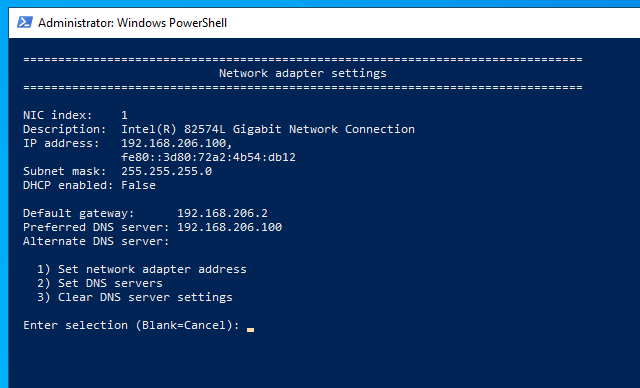 Administrator: Windows PowerShell
================================================================================
Network adapter settings
================================================================================
NIC index: 1
Description: Intel(R) 82574L Gigabit Network Connection
IP address: 192.168.206.100,
fe80::3d80:72a2:4b54:db12
Subnet mask: 255.255.255.0
DHCP enabled: False
Default gateway: 192.168.206.2
Preferred DNS server: 192.168.206.100
Alternate DNS server:
1) Set network adapter address
2) Set DNS servers
3) Clear DNS server settings
Enter selection (Blank=Cancel):